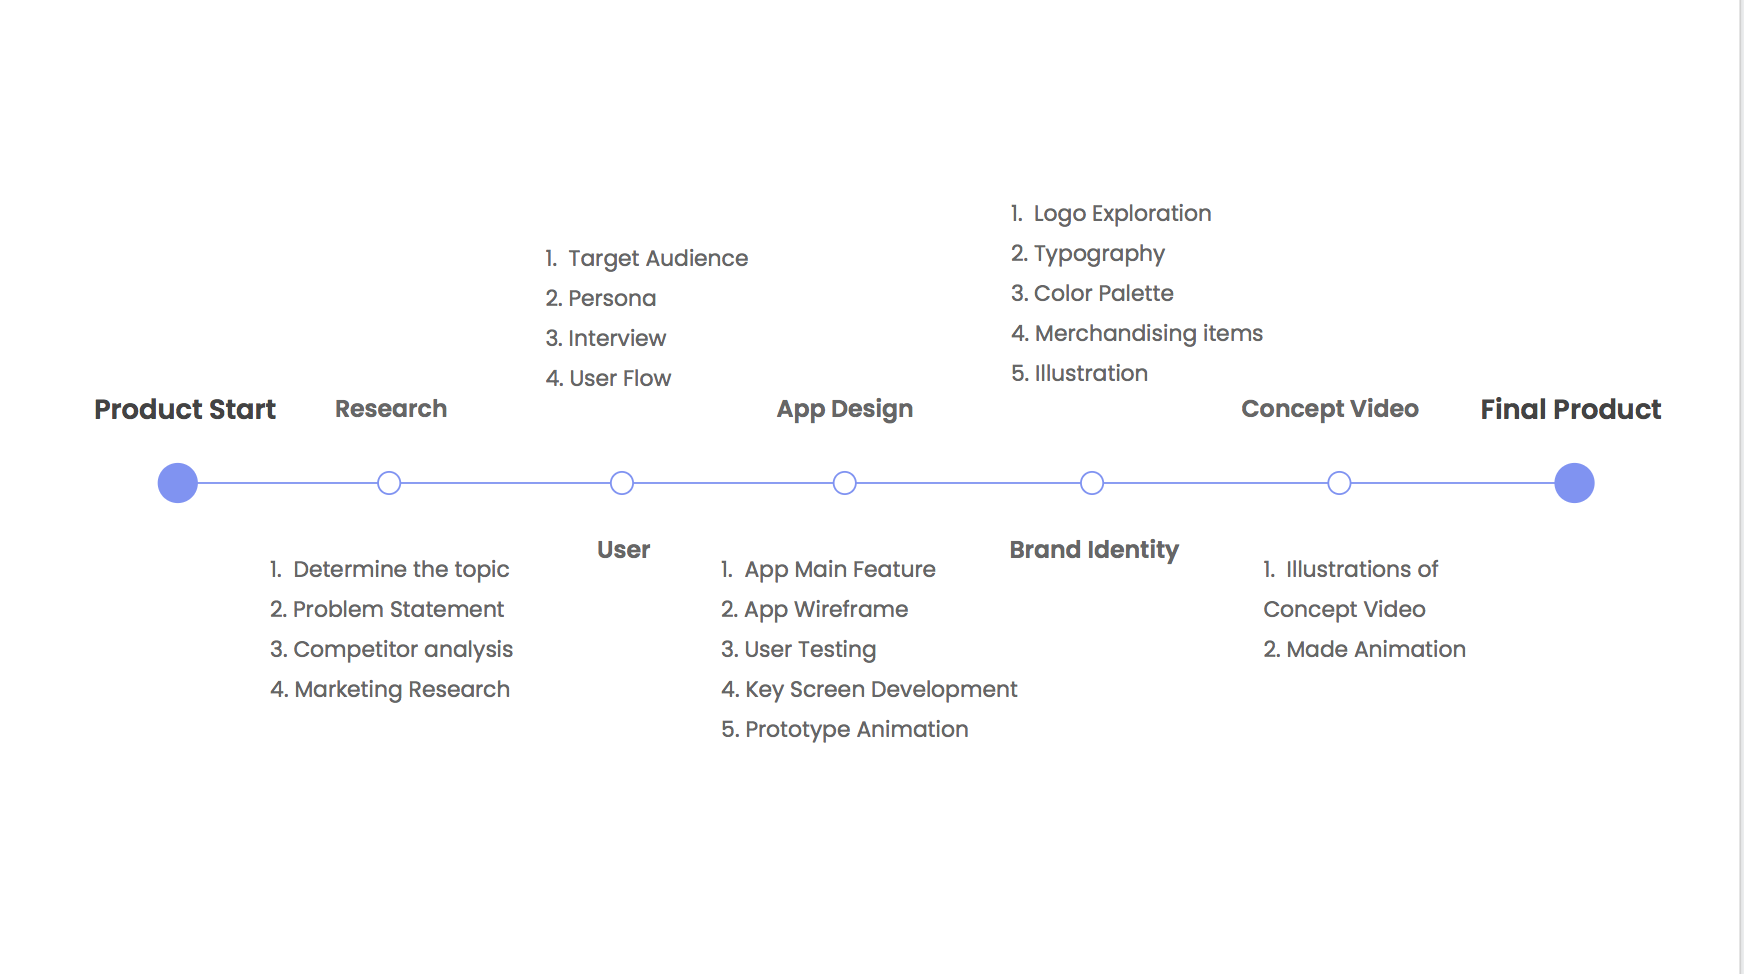 Product Start
Research
1. Determine the topic
2. Problem Statement
3. Competitor analysis
4. Marketing Research
1. Target Audience
2. Persona
3. Interview
4. User Flow
User
App Design
1. App Main Feature
2. App Wireframe
3. User Testing
4. Key Screen Development
5. Prototype Animation
1. Logo Exploration
2. Typography
3. Color Palette
4. Merchandising items
5. Illustration
Brand Identity
Concept Video
1. Illustrations of
Concept Video
2. Made Animation
Final Product